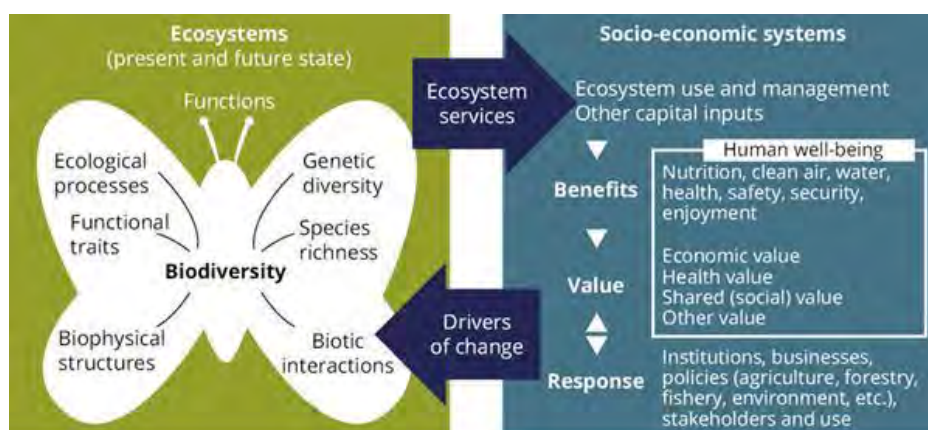 Ecosystems
(present and future state)
Functions
Ecological
processes
Genetic
diversity
Functional
traits
Species
richness
Biodiversity
Biophysical
structures
Biotic
interactions
Ecosystem
services
Drivers
of change
Socio-economic systems
Ecosystem use and management
Other capital inputs
Human well-being
Benefits
Nutrition, clean air, water,
health, safety, security,
enjoyment
Value
Economic value
Health value
Shared (social) value
Other value
Response
Institutions, businesses,
policies (agriculture, forestry,
fishery, environment, etc.),
stakeholders and use